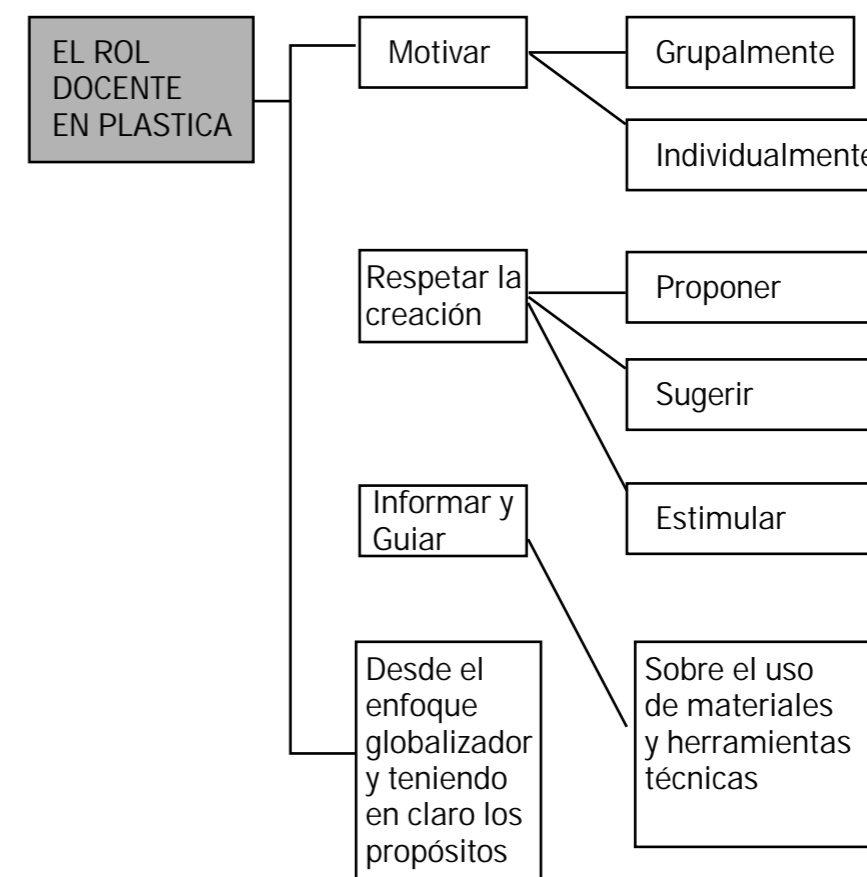 EL ROL
DOCENTE
EN PLASTICA
Motivar
Grupalmente
Individualmente
Respetar la
creación
Proponer
Sugerir
Estimular
Informar y
Guiar
Desde el
enfoque
globalizador
y teniendo
en claro los
propósitos
Sobre el uso
de materiales
y herramientas
técnicas